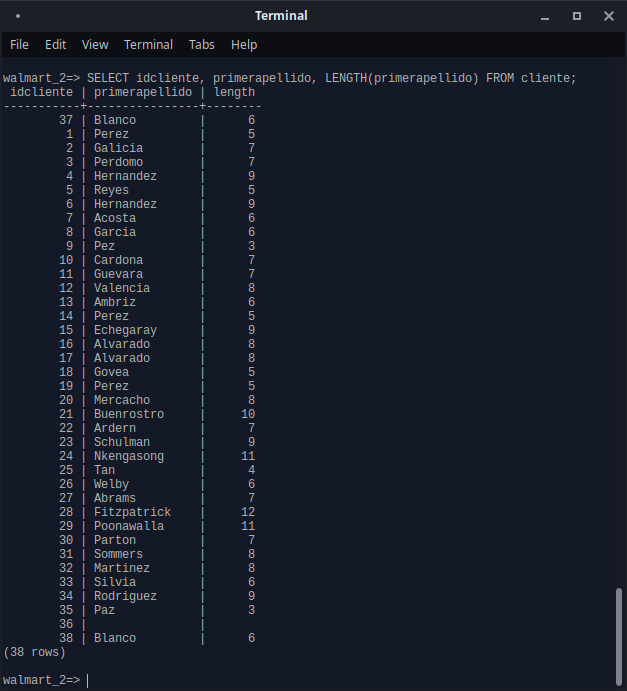 Terminal
File Edit View Terminal Tabs Help
walmart_2=> SELECT idcliente, primerapellido, LENGTH(primerapellido) FROM cliente;
 idcliente | primerapellido | length
-----------+----------------+--------
        37 | Blanco         |      6
         1 | Perez          |      5
         2 | Galicia        |      7
         3 | Perdomo        |      7
         4 | Hernandez      |      9
         5 | Reyes          |      5
         6 | Hernandez      |      9
         7 | Acosta         |      6
         8 | Garcia         |      6
         9 | Pez            |      3
        10 | Cardona        |      7
        11 | Guevara        |      7
        12 | Valencia       |      8
        13 | Ambriz         |      6
        14 | Perez          |      5
        15 | Echegaray      |      9
        16 | Alvarado       |      8
        17 | Alvarado       |      8
        18 | Govea          |      5
        19 | Perez          |      5
        20 | Mercacho       |      8
        21 | Buenrostro     |     10
        22 | Ardern         |      7
        23 | Schulman       |      9
        24 | Nkengasong     |     11
        25 | Tan            |      4
        26 | Welby          |      6
        27 | Abrams         |      7
        28 | Fitzpatrick    |     12
        29 | Poonawalla     |     11
        30 | Parton         |      7
        31 | Sommers        |      8
        32 | Martinez       |      8
        33 | Silvia         |      6
        34 | Rodriguez      |      9
        35 | Paz            |      3
        36 |                |
        38 | Blanco         |      6
(38 rows)
walmart_2=>